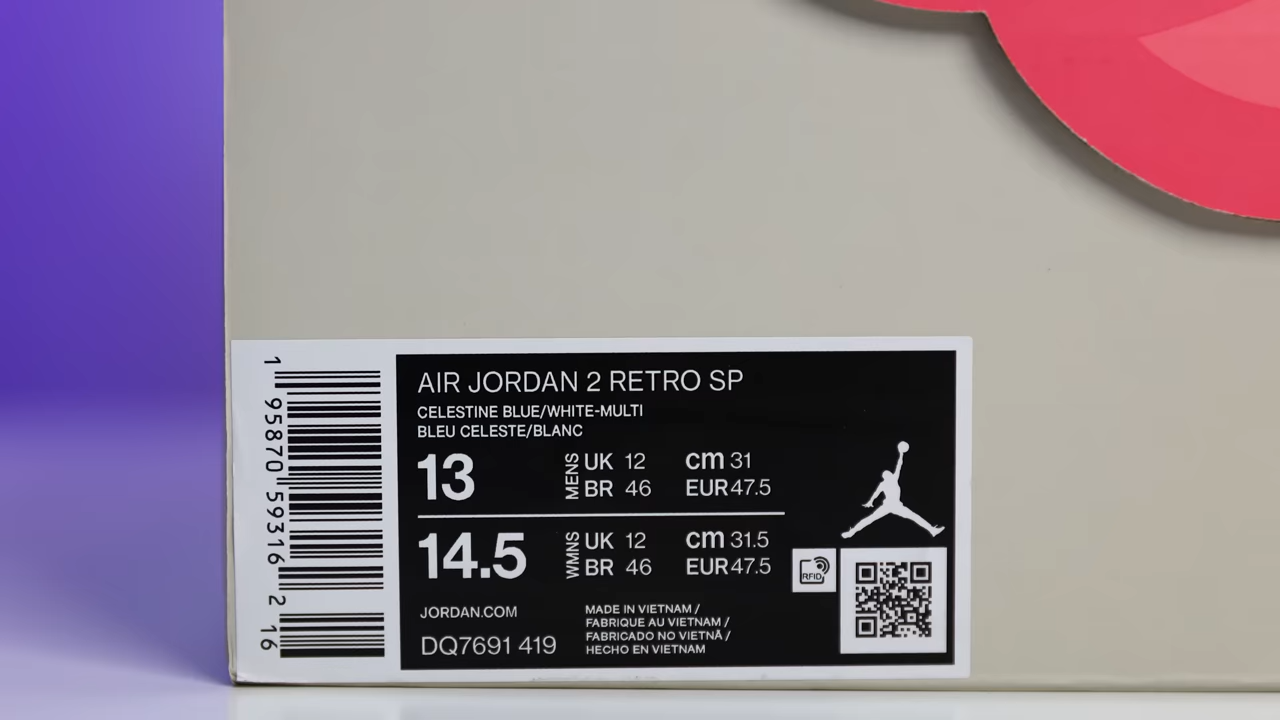 AIR JORDAN 2 RETRO SP
CELESTINE BLUE/WHITE-MULTI
BLEU CELESTE/BLANC
13 MENS UK 12 cm 31
BR 46 EUR 47.5
14.5 WMNS UK 12 cm 31.5
BR 46 EUR 47.5
RFID
JORDAN.COM
DQ7691 419
MADE IN VIETNAM /
FABRIQUE AU VIETNAM /
FABRICADO NO VIETNÃ /
HECHO EN VIETNAM
1 95870 59316 2 16